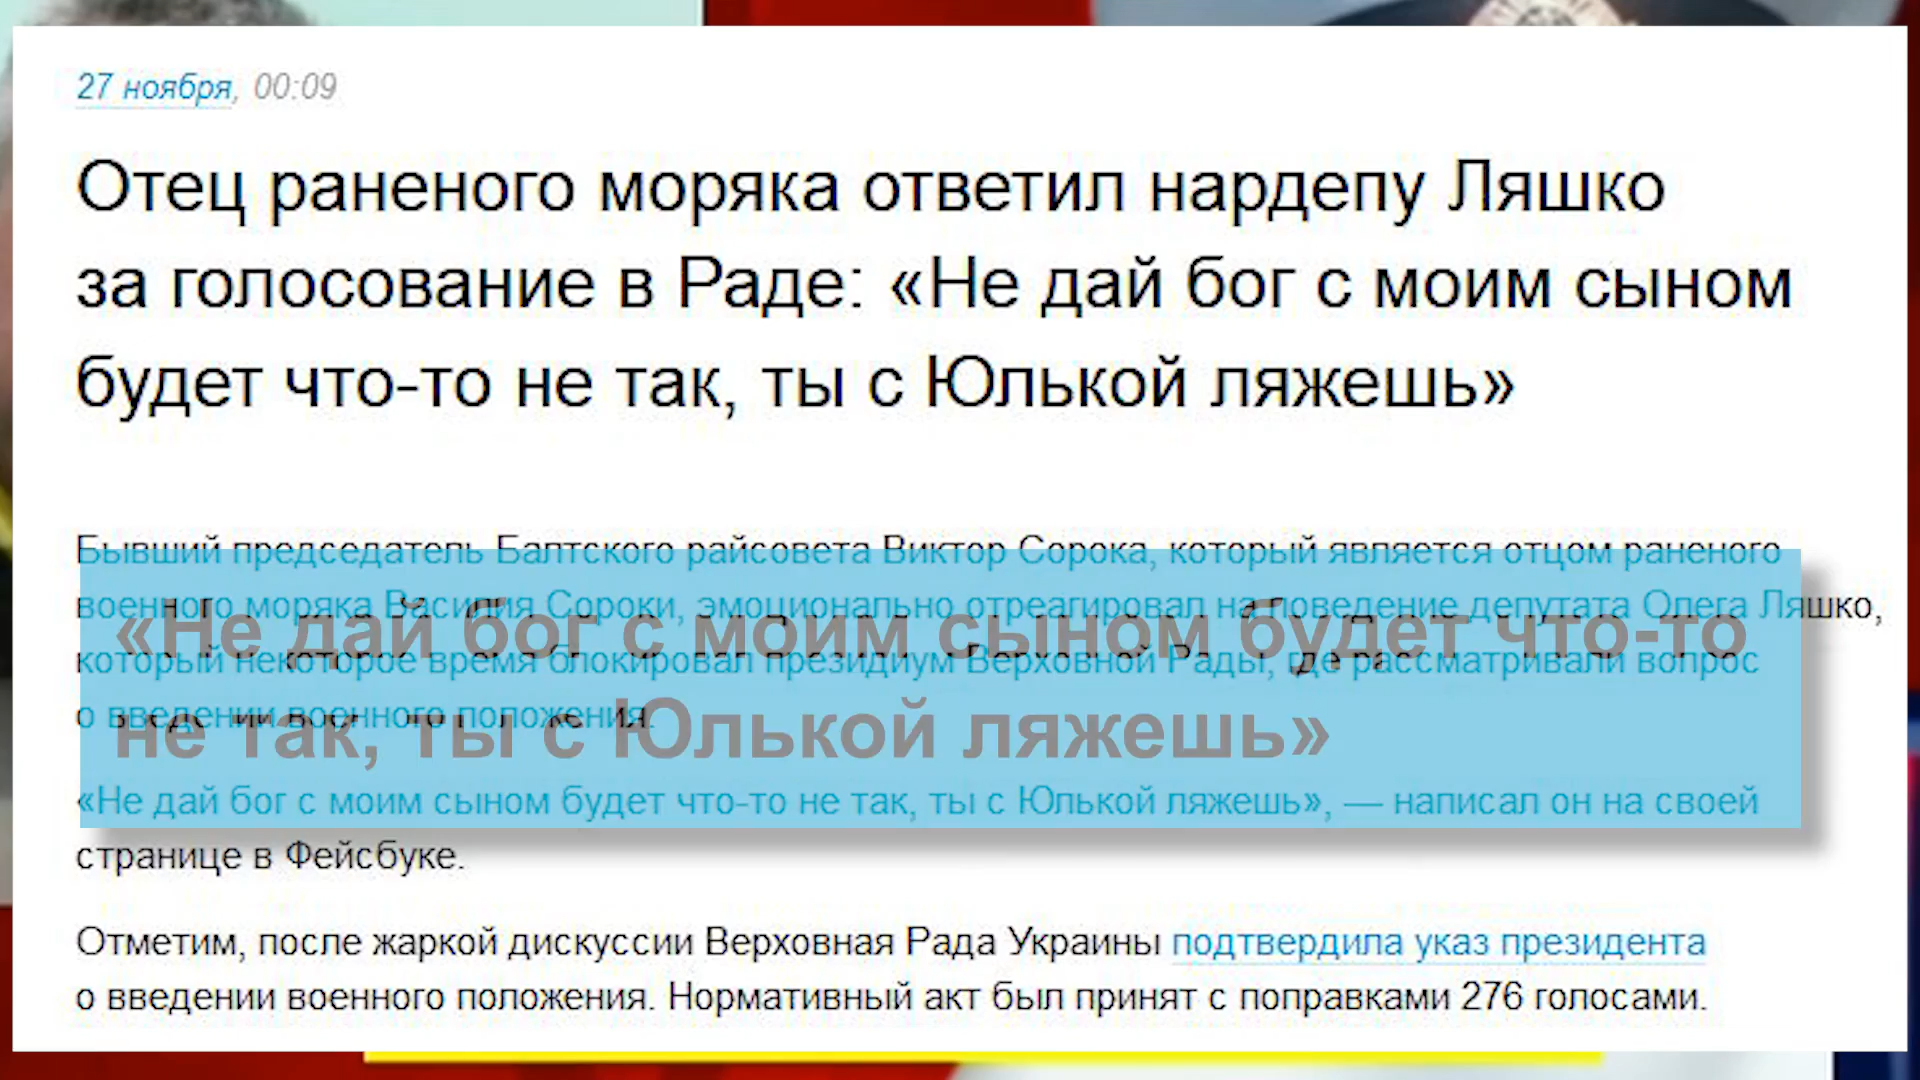 27 ноября, 00:09
Отец раненого моряка ответил нардепу Ляшко
за голосование в Раде: «Не дай бог с моим сыном
будет что-то не так, ты с Юлькой ляжешь»
Бывший председатель Балтского райсовета Виктор Сорока, который является отцом раненого
военного моряка Василия Сороки, эмоционально отреагировал на поведение депутата Олега Ляшко,
который некоторое время блокировал президиум Верховной Рады, где рассматривали вопрос
о введении военного положения.
«Не дай бог с моим сыном будет что-то
не так, ты с Юлькой ляжешь»
«Не дай бог с моим сыном будет что-то не так, ты с Юлькой ляжешь», — написал он на своей
странице в Фейсбуке.
Отметим, после жаркой дискуссии Верховная Рада Украины подтвердила указ президента
о введении военного положения. Нормативный акт был принят с поправками 276 голосами.